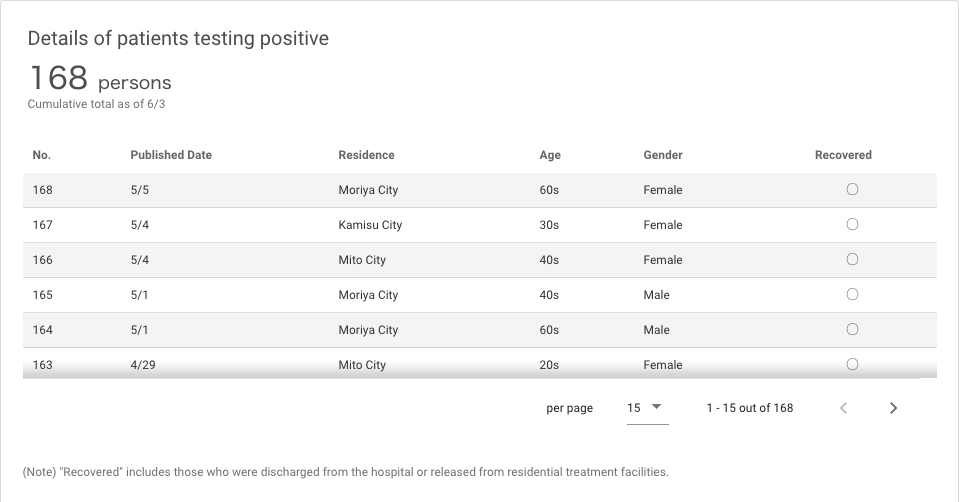 Details of patients testing positive
168 persons
Cumulative total as of 6/3
No. Published Date Residence Age Gender Recovered
168 5/5 Moriya City 60s Female ○
167 5/4 Kamisu City 30s Female ○
166 5/4 Mito City 40s Female ○
165 5/1 Moriya City 40s Male ○
164 5/1 Moriya City 60s Male ○
163 4/29 Mito City 20s Female ○
per page 15 1 - 15 out of 168
(Note) "Recovered" includes those who were discharged from the hospital or released from residential treatment facilities.